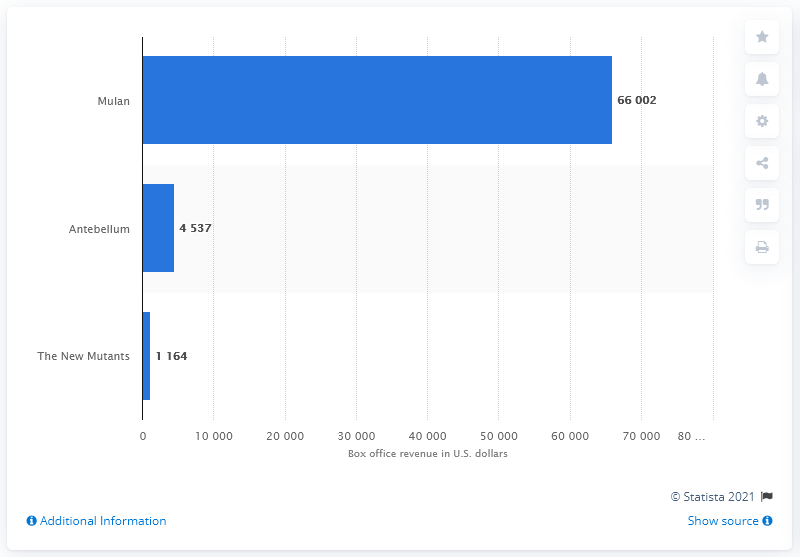 Mulan
66 002
Antebellum
4 537
The New Mutants
1 164
0 10 000 20 000 30 000 40 000 50 000 60 000 70 000 80 ...
Box office revenue in U.S. dollars
© Statista 2021
Additional Information
Show source